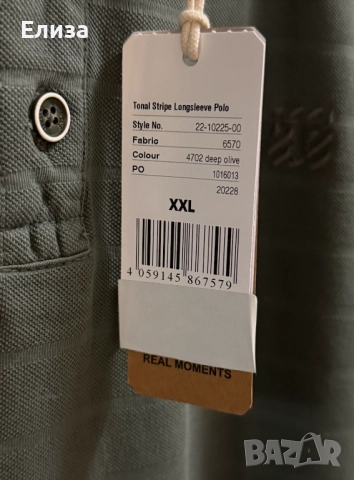 Елиза
Tonal Stripe Longsleeve Polo
Style No. 22-10225-00
Fabric 6570
Colour 4702 deep olive
PO 1016013
20228
XXL
4 059145 867579
REAL MOMENTS
BAZAR